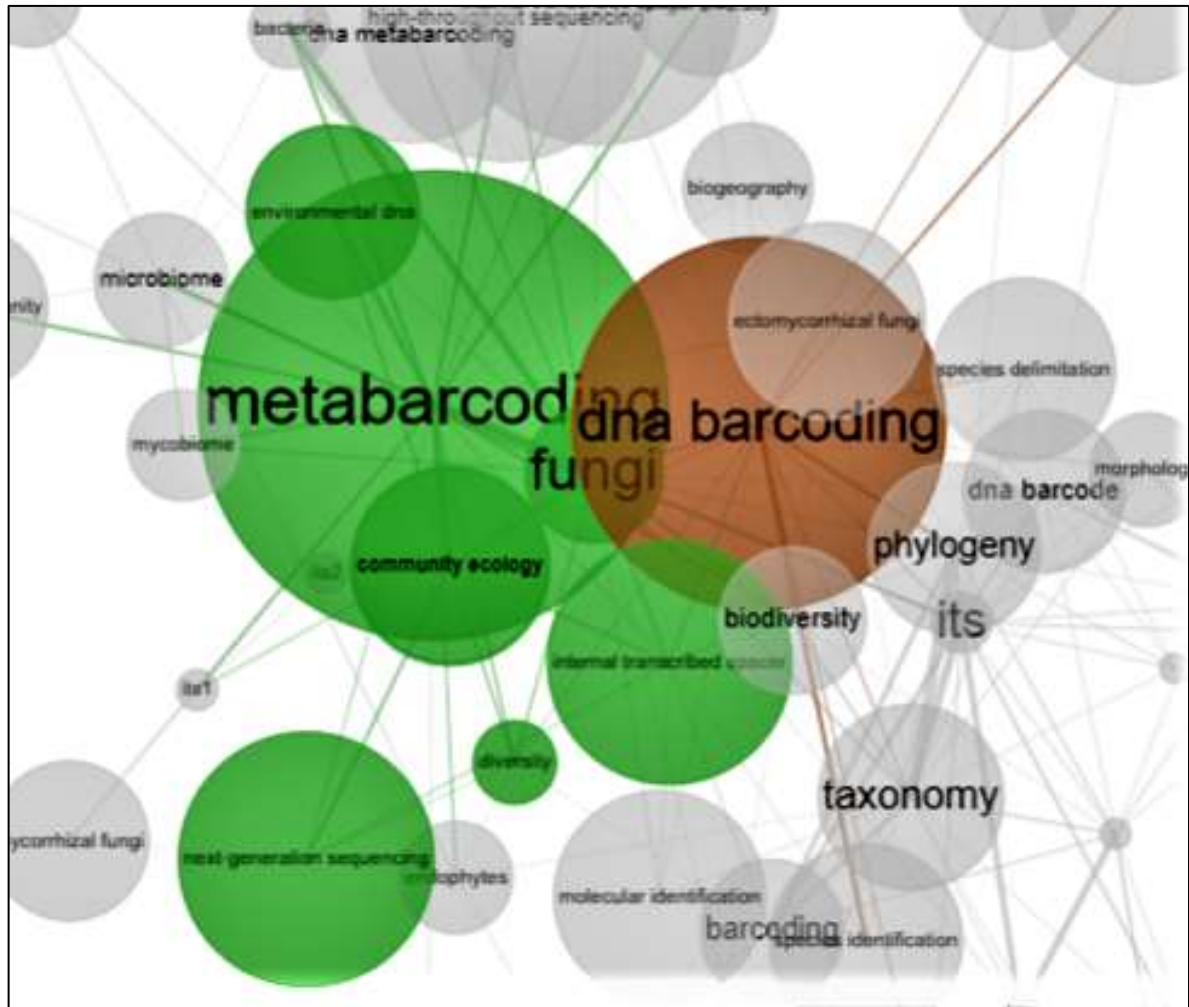 high-throughput sequencing
bacteria
dna metabarcoding
biogeography
environmental dna
microbiome
nity
ectomycorrhizal fungi
species delimitation
metabarcoding
dna barcoding
mycobiome
fungi
morpholog
dna barcode
phylogeny
community ecology
its2
biodiversity
its
internal transcribed spacer
its1
diversity
taxonomy
ycorrhizal fungi
next-generation sequencing
endophytes
molecular identification
barcoding
species identification